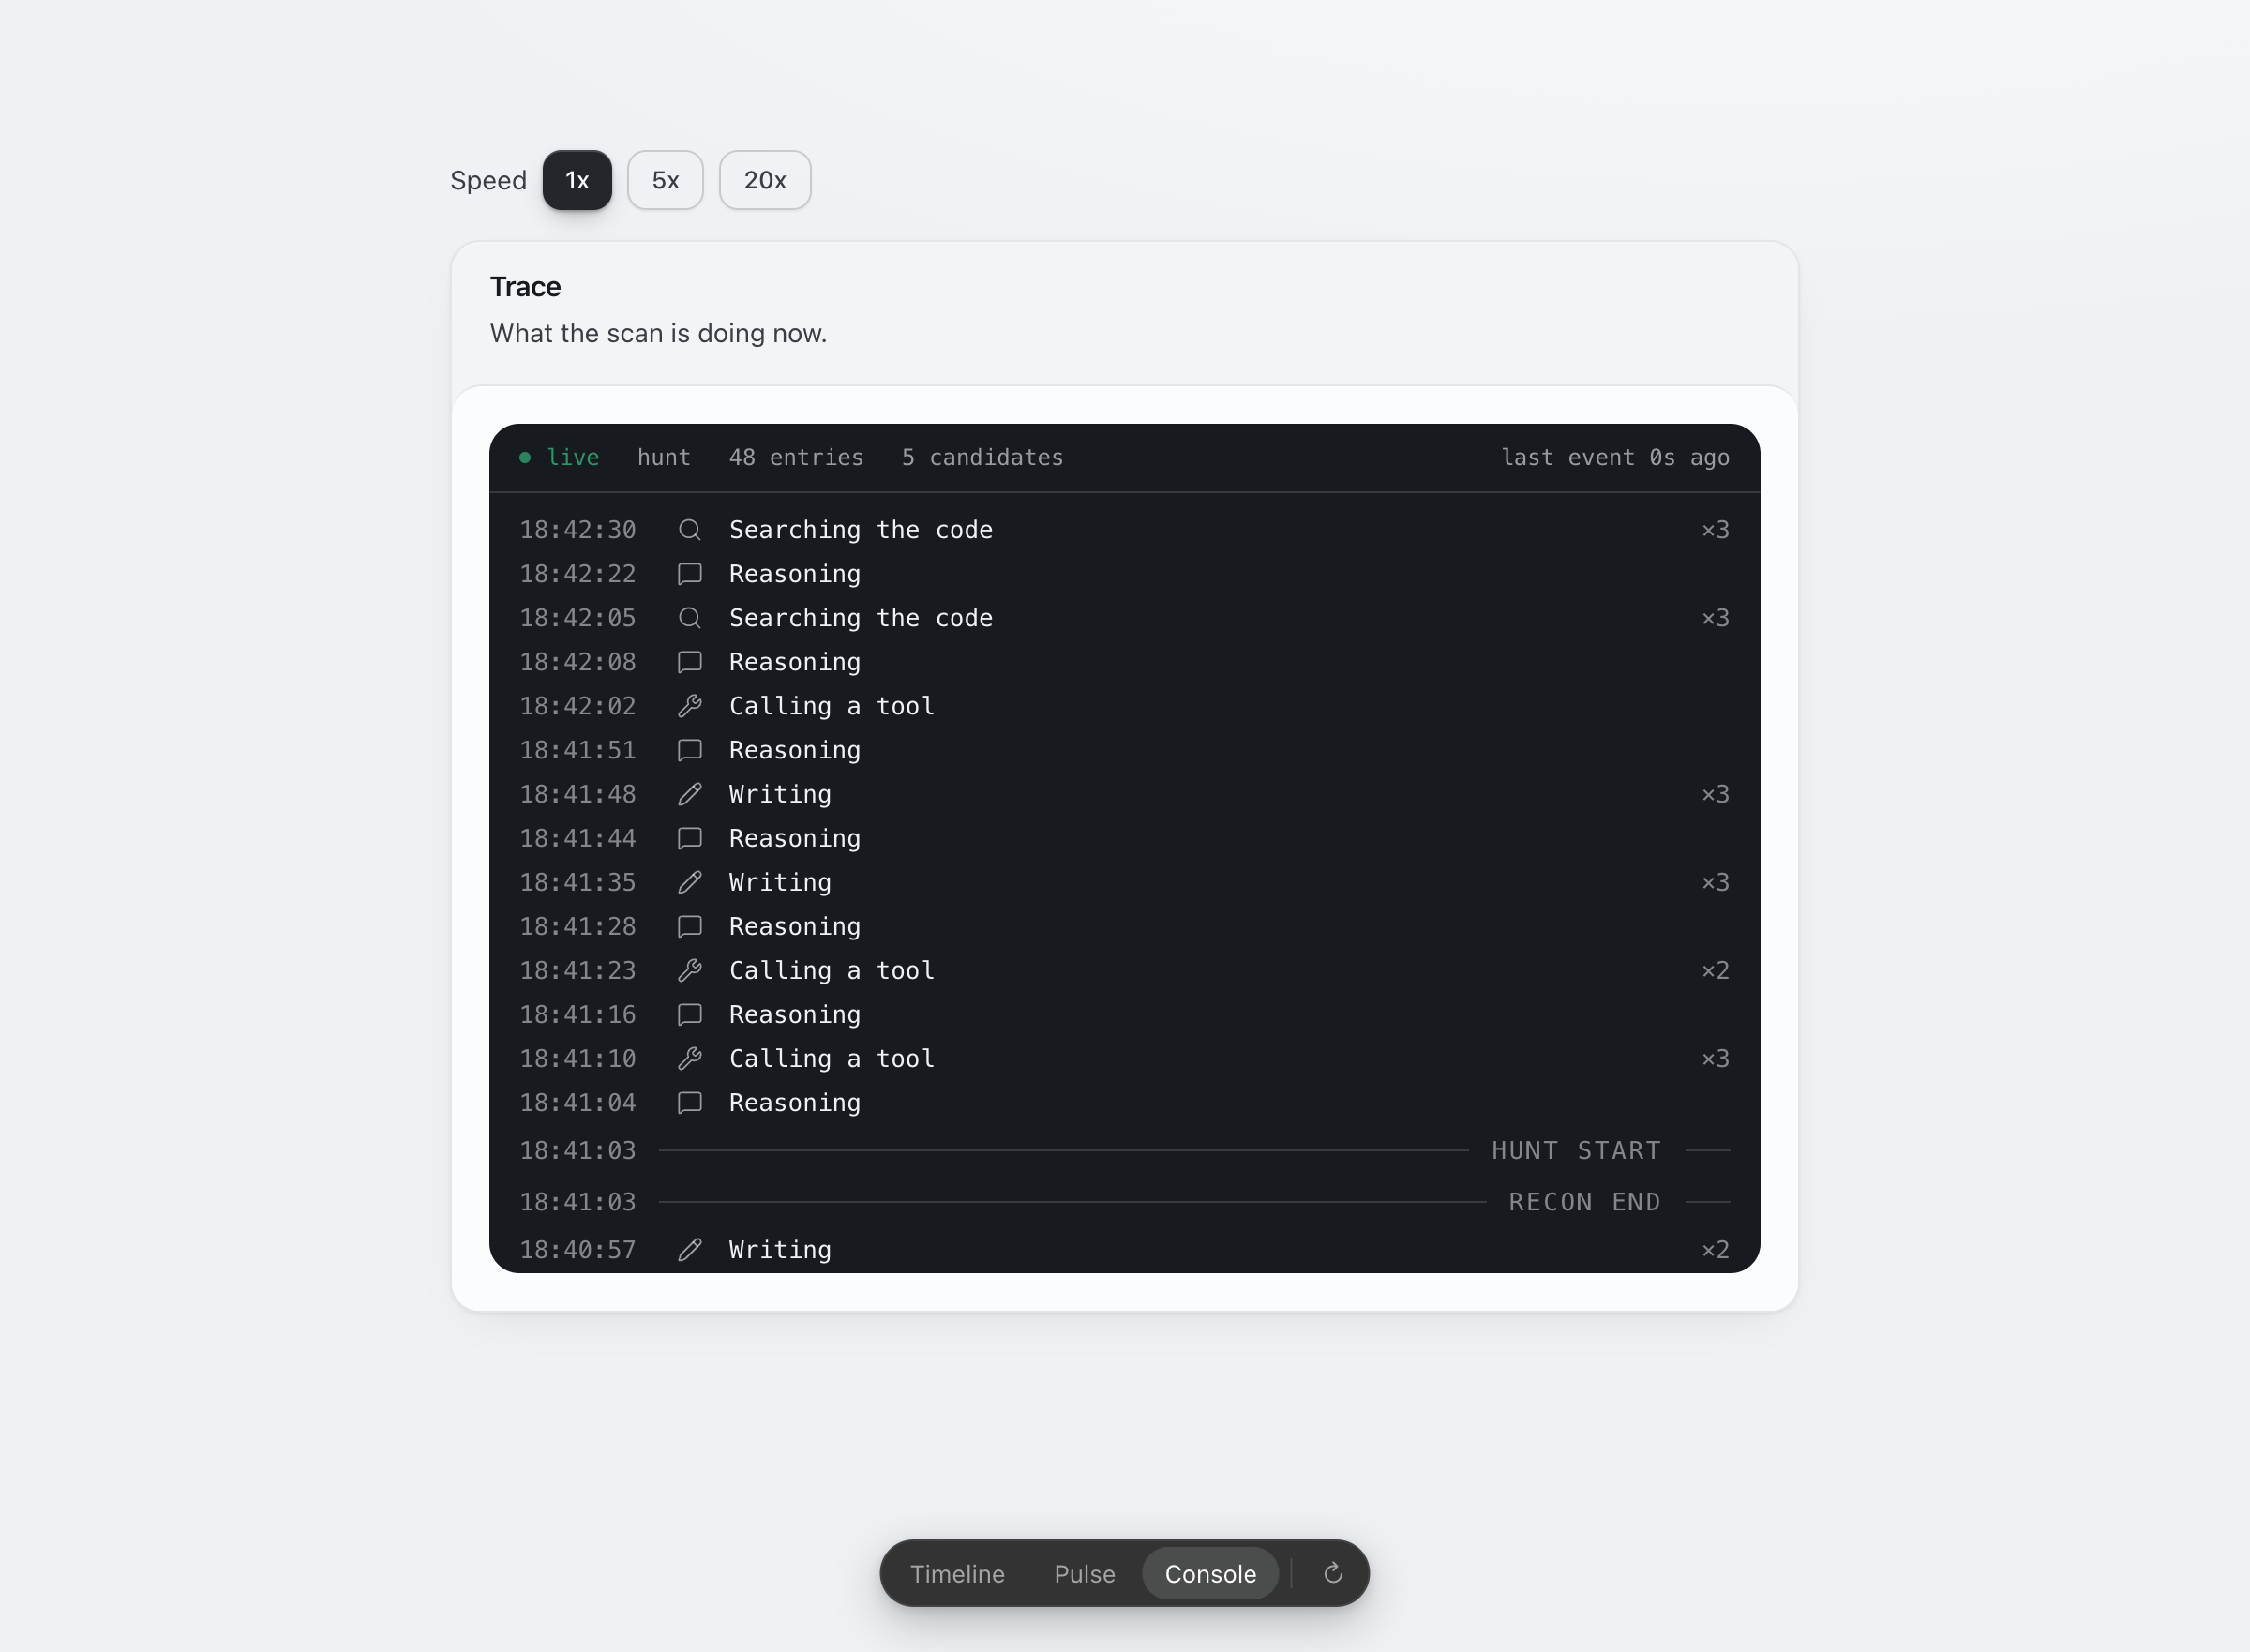 Speed 1x 5x 20x
Trace
What the scan is doing now.
live hunt 48 entries 5 candidates last event 0s ago
18:42:30 Searching the code ×3
18:42:22 Reasoning
18:42:05 Searching the code ×3
18:42:08 Reasoning
18:42:02 Calling a tool
18:41:51 Reasoning
18:41:48 Writing ×3
18:41:44 Reasoning
18:41:35 Writing ×3
18:41:28 Reasoning
18:41:23 Calling a tool ×2
18:41:16 Reasoning
18:41:10 Calling a tool ×3
18:41:04 Reasoning
18:41:03 HUNT START
18:41:03 RECON END
18:40:57 Writing ×2
Timeline Pulse Console